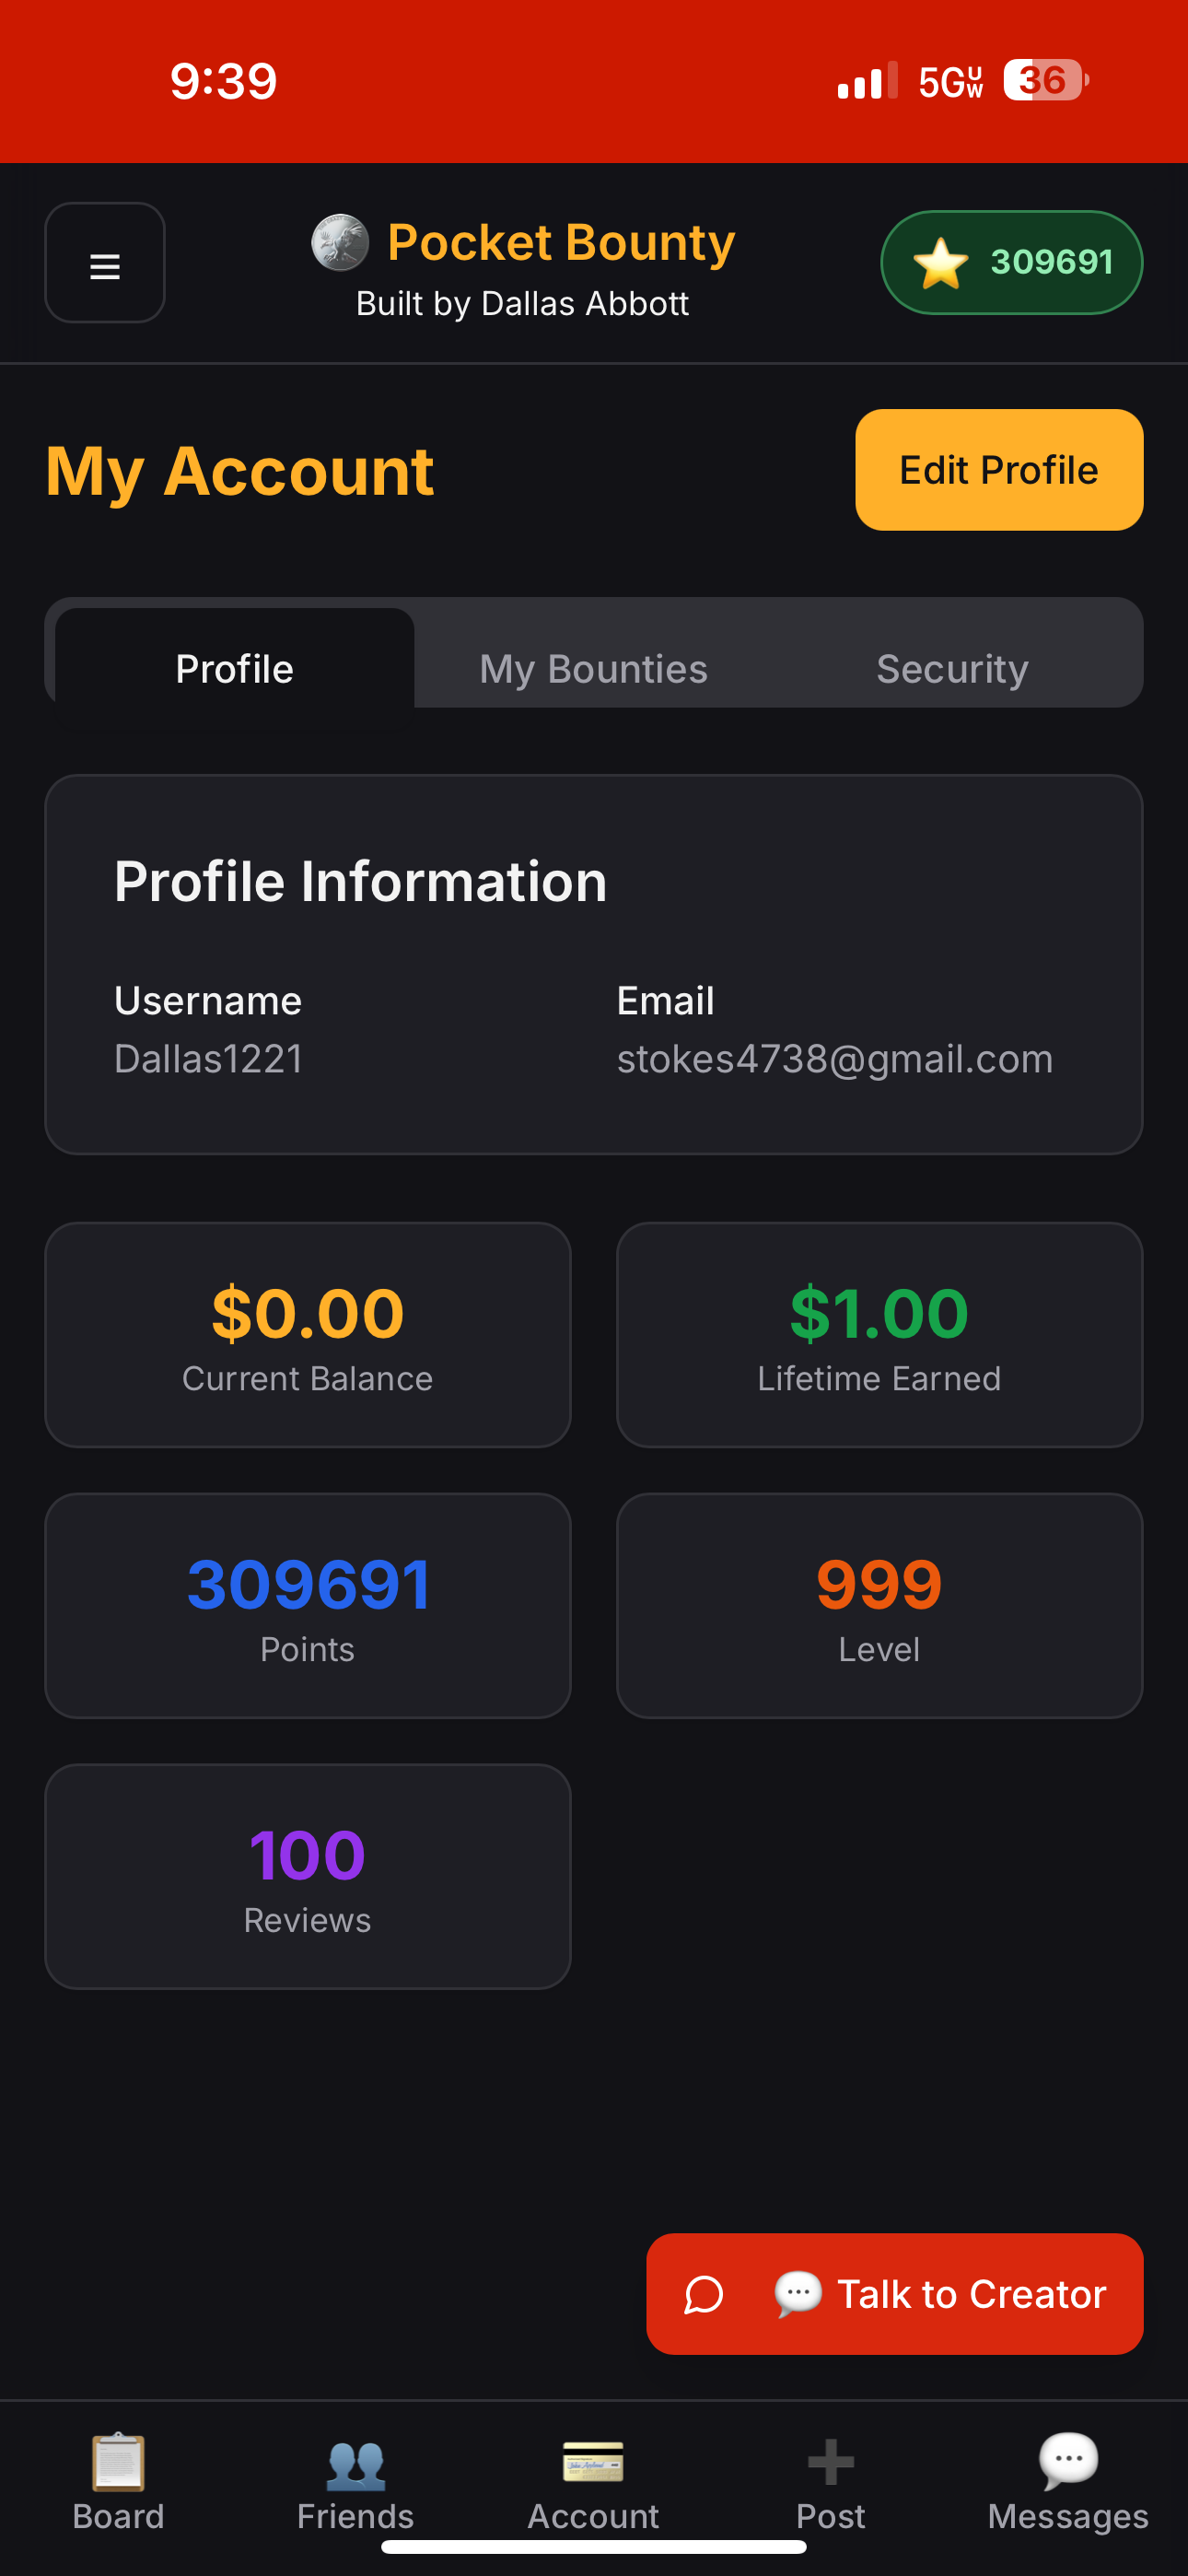 9:39
5GUW 36
Pocket Bounty
Built by Dallas Abbott
309691
My Account
Edit Profile
Profile
My Bounties
Security
Profile Information
Username
Dallas1221
Email
stokes4738@gmail.com
$0.00
Current Balance
$1.00
Lifetime Earned
309691
Points
999
Level
100
Reviews
Talk to Creator
Board
Friends
Account
Post
Messages